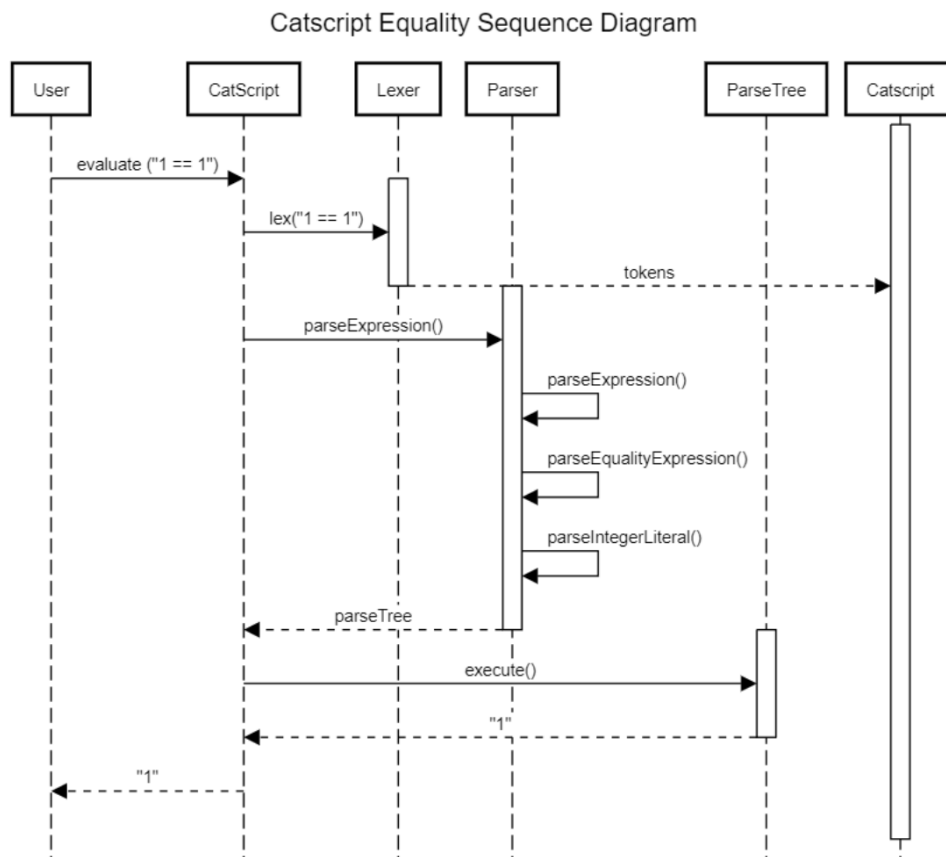 Catscript Equality Sequence Diagram
User
CatScript
Lexer
Parser
ParseTree
Catscript
evaluate ("1 == 1")
lex("1 == 1")
tokens
parseExpression()
parseExpression()
parseEqualityExpression()
parseIntegerLiteral()
parseTree
execute()
"1"
"1"